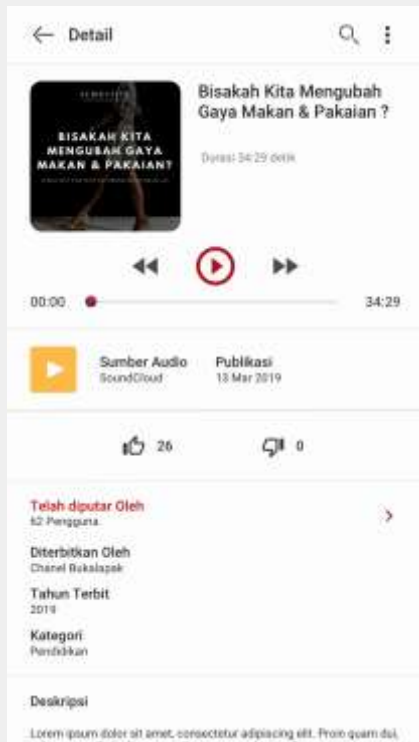 Detail
BISAKAH KITA
MENGUBAH GAYA
MAKAN & PAKAIAN?
Bisakah Kita Mengubah
Gaya Makan & Pakaian ?
Durasi 34:29 detik
00:00
34:29
Sumber Audio
SoundCloud
Publikasi
13 Mar 2019
26
0
Telah diputar Oleh
62 Pengguna
Diterbitkan Oleh
Chanel Bukalapak
Tahun Terbit
2019
Kategori
Pendidikan
Deskripsi
Lorem ipsum dolor sit amet, consectetur adipiscing elit. Proin quam dui,